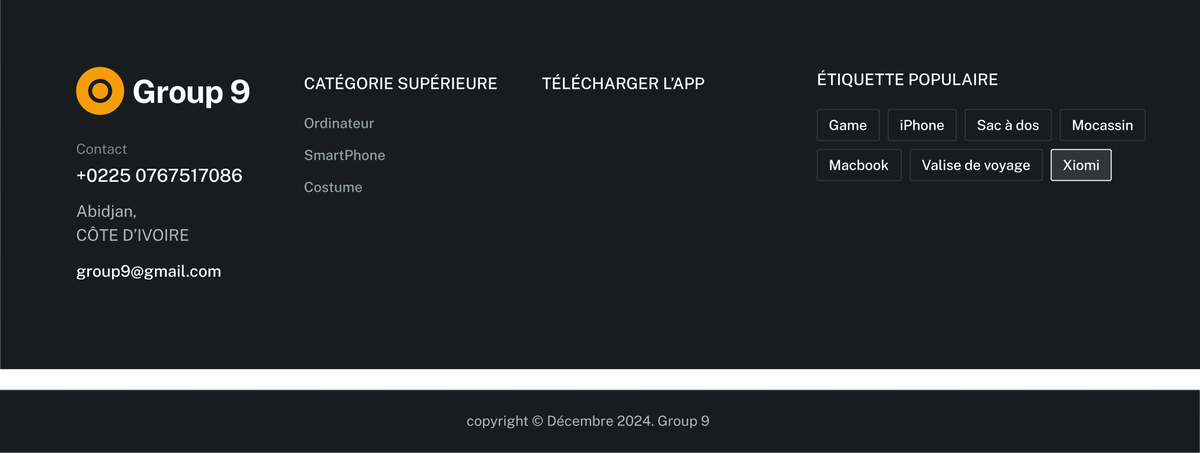 Group 9
Contact
+0225 0767517086
Abidjan,
CÔTE D’IVOIRE
group9@gmail.com
CATÉGORIE SUPÉRIEURE
Ordinateur
SmartPhone
Costume
TÉLÉCHARGER L’APP
ÉTIQUETTE POPULAIRE
Game iPhone Sac à dos Mocassin
Macbook Valise de voyage Xiomi
copyright © Décembre 2024. Group 9